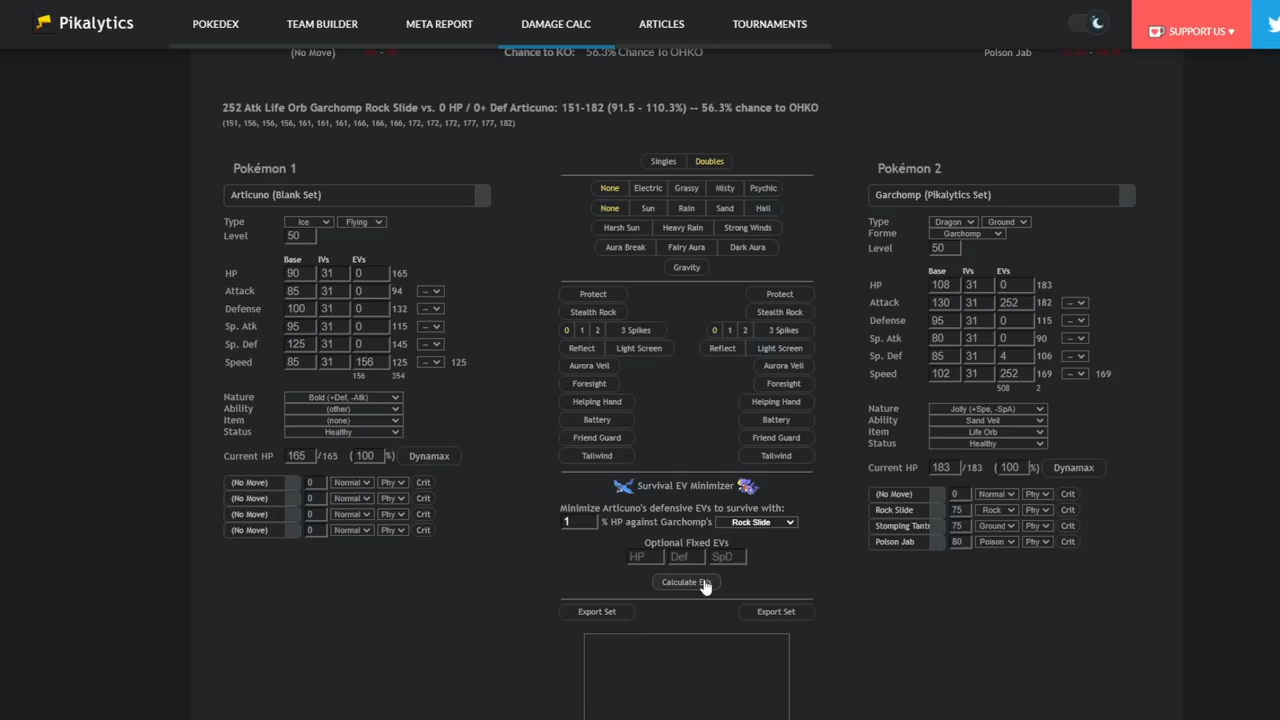 Pikalytics
POKEDEX
TEAM BUILDER
META REPORT
DAMAGE CALC
ARTICLES
TOURNAMENTS
SUPPORT US ♥
(No Move)
Chance to KO: 56.3% Chance To OHKO
Poison Jab
252 Atk Life Orb Garchomp Rock Slide vs. 0 HP / 0+ Def Articuno: 151-182 (91.5 - 110.3%) -- 56.3% chance to OHKO
(151, 156, 156, 156, 161, 161, 161, 166, 166, 166, 172, 172, 172, 177, 177, 182)
Pokémon 1
Articuno (Blank Set)
Type Ice Flying
Level 50
Base IVs EVs
HP 90 31 0 165
Attack 85 31 0 94 --
Defense 100 31 0 132 --
Sp. Atk 95 31 0 115 --
Sp. Def 125 31 0 145 --
Speed 85 31 156 125 -- 125
156 354
Nature Bold (+Def, -Atk)
Ability (other)
Item (none)
Status Healthy
Current HP 165 /165 (100 %) Dynamax
(No Move) 0 Normal Phy Crit
(No Move) 0 Normal Phy Crit
(No Move) 0 Normal Phy Crit
(No Move) 0 Normal Phy Crit
Singles Doubles
None Electric Grassy Misty Psychic
None Sun Rain Sand Hail
Harsh Sun Heavy Rain Strong Winds
Aura Break Fairy Aura Dark Aura
Gravity
Protect Protect
Stealth Rock Stealth Rock
0 1 2 3 Spikes 0 1 2 3 Spikes
Reflect Light Screen Reflect Light Screen
Aurora Veil Aurora Veil
Foresight Foresight
Helping Hand Helping Hand
Battery Battery
Friend Guard Friend Guard
Tailwind Tailwind
Survival EV Minimizer
Minimize Articuno's defensive EVs to survive with:
1 % HP against Garchomp's Rock Slide
Optional Fixed EVs
HP Def SpD
Calculate
Export Set Export Set
Pokémon 2
Garchomp (Pikalytics Set)
Type Dragon Ground
Forme Garchomp
Level 50
Base IVs EVs
HP 108 31 0 183
Attack 130 31 252 182 --
Defense 95 31 0 115 --
Sp. Atk 80 31 0 90 --
Sp. Def 85 31 4 106 --
Speed 102 31 252 169 -- 169
508 2
Nature Jolly (+Spe, -SpA)
Ability Sand Veil
Item Life Orb
Status Healthy
Current HP 183 /183 (100 %) Dynamax
(No Move) 0 Normal Phy Crit
Rock Slide 75 Rock Phy Crit
Stomping Tant 75 Ground Phy Crit
Poison Jab 80 Poison Phy Crit